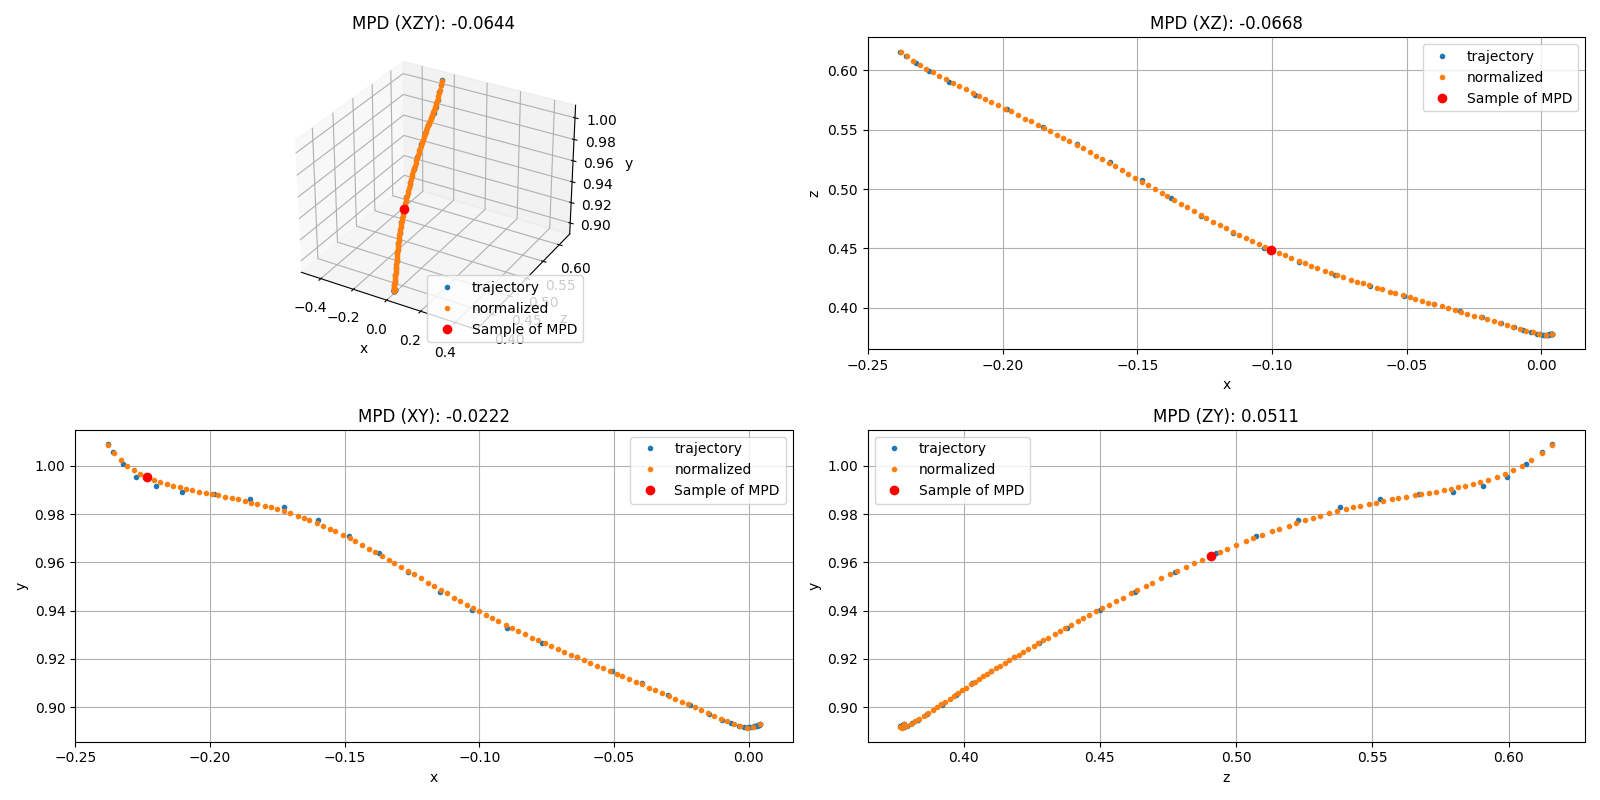 MPD (XZY): -0.0644
1.00
0.98
0.96
0.94
0.92
0.90
y
0.60
0.55
0.50
0.45
0.40
z
−0.4
−0.2
0.0
0.2
0.4
x
trajectory
normalized
Sample of MPD
MPD (XZ): -0.0668
trajectory
normalized
Sample of MPD
0.60
0.55
0.50
0.45
0.40
z
−0.25 −0.20 −0.15 −0.10 −0.05 0.00
x
MPD (XY): -0.0222
trajectory
normalized
Sample of MPD
1.00
0.98
0.96
0.94
0.92
0.90
y
−0.25 −0.20 −0.15 −0.10 −0.05 0.00
x
MPD (ZY): 0.0511
trajectory
normalized
Sample of MPD
1.00
0.98
0.96
0.94
0.92
0.90
y
0.40 0.45 0.50 0.55 0.60
z